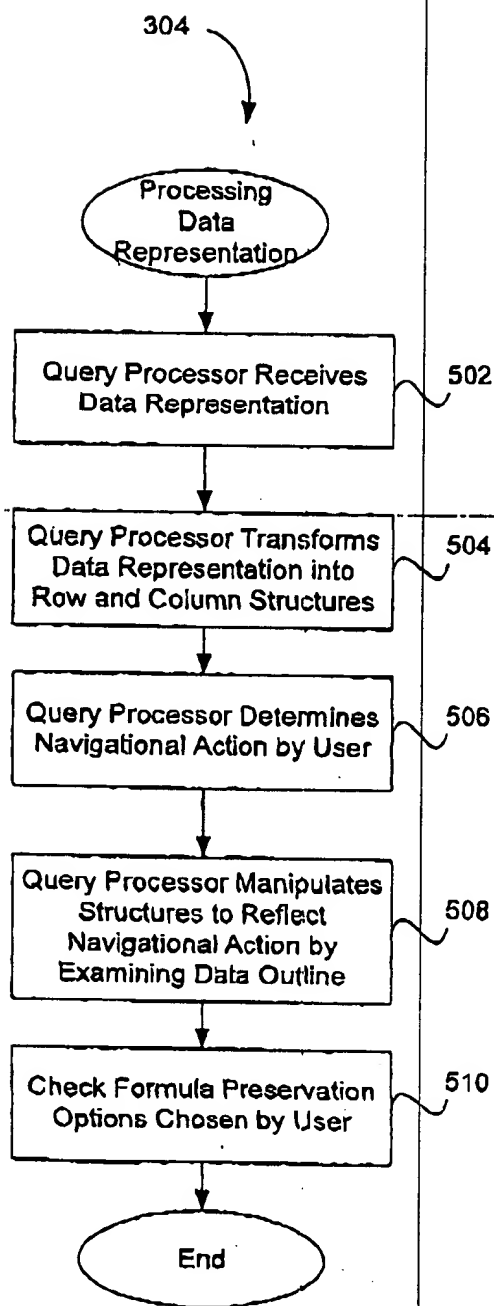 304
Processing
Data
Representation
Query Processor Receives
Data Representation
502
Query Processor Transforms
Data Representation into
Row and Column Structures
504
Query Processor Determines
Navigational Action by User
506
Query Processor Manipulates
Structures to Reflect
Navigational Action by
Examining Data Outline
508
Check Formula Preservation
Options Chosen by User
510
End